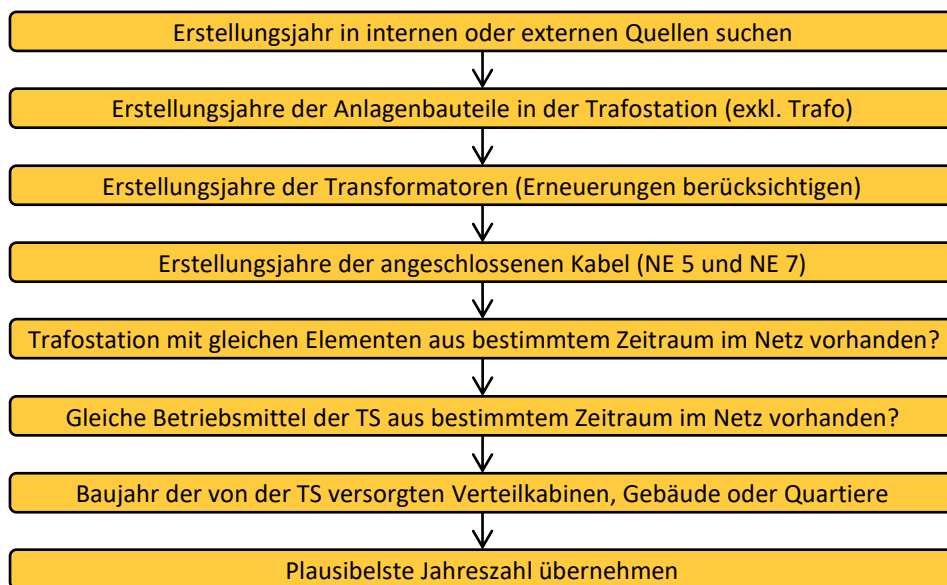 Erstellungsjahr in internen oder externen Quellen suchen
Erstellungsjahre der Anlagenbauteile in der Trafostation (exkl. Trafo)
Erstellungsjahre der Transformatoren (Erneuerungen berücksichtigen)
Erstellungsjahre der angeschlossenen Kabel (NE 5 und NE 7)
Trafostation mit gleichen Elementen aus bestimmtem Zeitraum im Netz vorhanden?
Gleiche Betriebsmittel der TS aus bestimmtem Zeitraum im Netz vorhanden?
Baujahr der von der TS versorgten Verteilkabinen, Gebäude oder Quartiere
Plausibelste Jahreszahl übernehmen